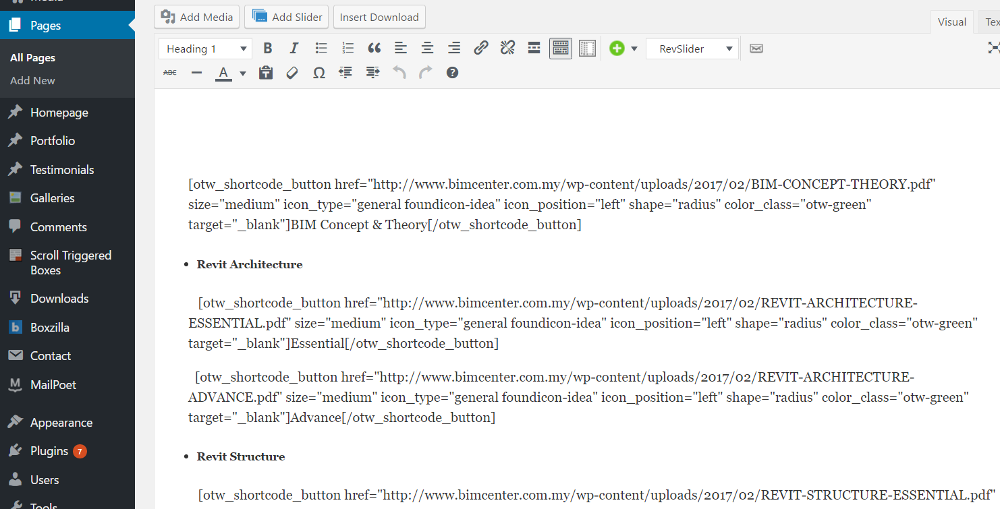 Media
Pages
All Pages
Add New
Homepage
Portfolio
Testimonials
Galleries
Comments
Scroll Triggered
Boxes
Downloads
Boxzilla
Contact
MailPoet
Appearance
Plugins 7
Users
Tools
Add Media Add Slider Insert Download
Visual Tex
Heading 1 B I RevSlider
ABC A T Ω ?
[otw_shortcode_button href="http://www.bimcenter.com.my/wp-content/uploads/2017/02/BIM-CONCEPT-THEORY.pdf"
size="medium" icon_type="general foundicon-idea" icon_position="left" shape="radius" color_class="otw-green"
target="_blank"]BIM Concept & Theory[/otw_shortcode_button]
• Revit Architecture
[otw_shortcode_button href="http://www.bimcenter.com.my/wp-content/uploads/2017/02/REVIT-ARCHITECTURE-
ESSENTIAL.pdf" size="medium" icon_type="general foundicon-idea" icon_position="left" shape="radius" color_class="otw-green"
target="_blank"]Essential[/otw_shortcode_button]
[otw_shortcode_button href="http://www.bimcenter.com.my/wp-content/uploads/2017/02/REVIT-ARCHITECTURE-
ADVANCE.pdf" size="medium" icon_type="general foundicon-idea" icon_position="left" shape="radius" color_class="otw-green"
target="_blank"]Advance[/otw_shortcode_button]
• Revit Structure
[otw_shortcode_button href="http://www.bimcenter.com.my/wp-content/uploads/2017/02/REVIT-STRUCTURE-ESSENTIAL.pdf"